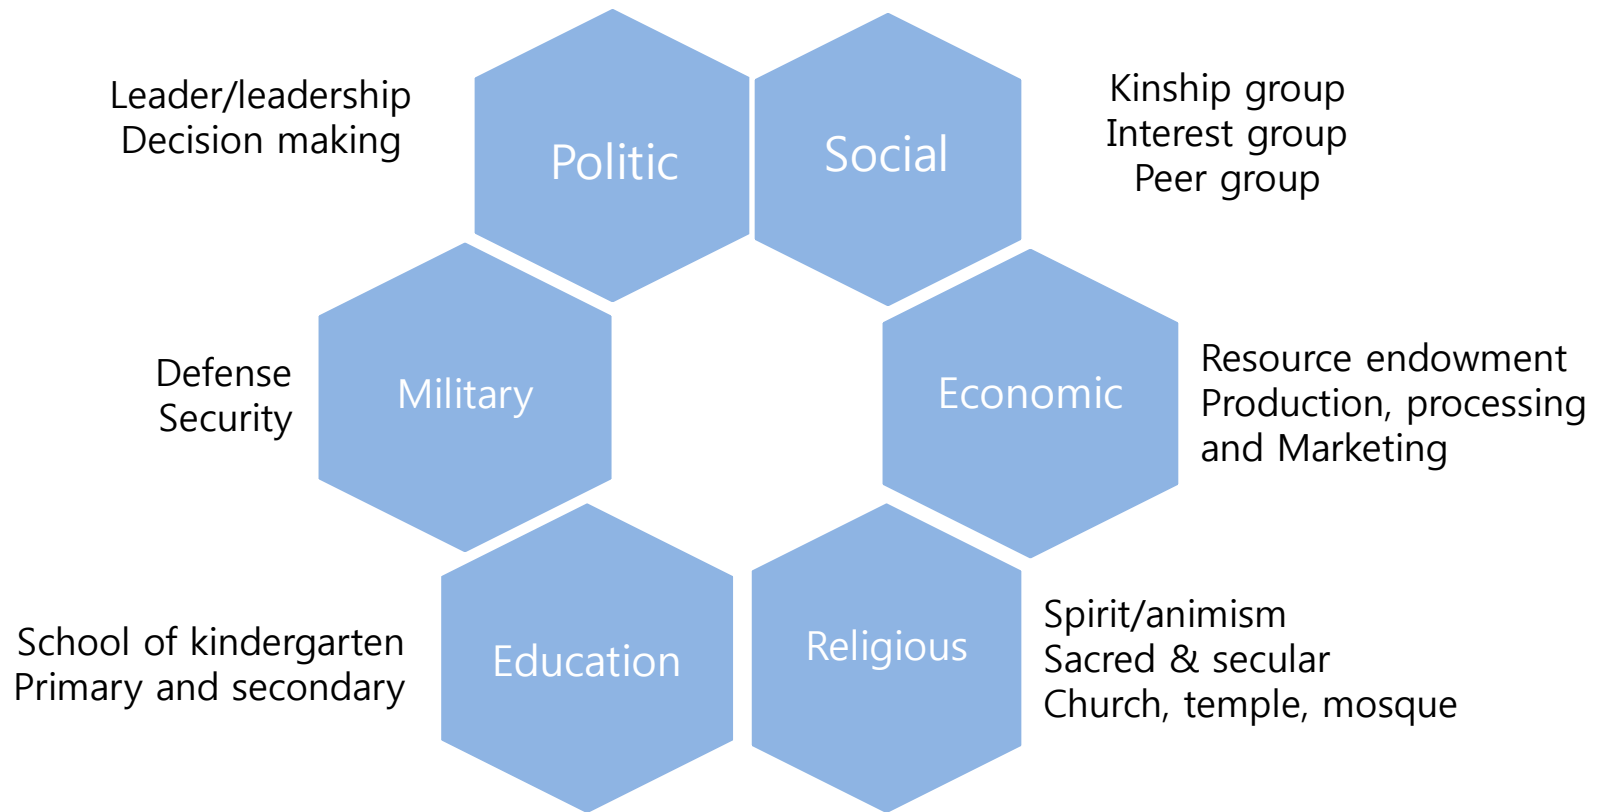 Leader/leadership
Decision making
Politic
Social
Kinship group
Interest group
Peer group
Defense
Security
Military
Economic
Resource endowment
Production, processing
and Marketing
School of kindergarten
Primary and secondary
Education
Religious
Spirit/animism
Sacred & secular
Church, temple, mosque